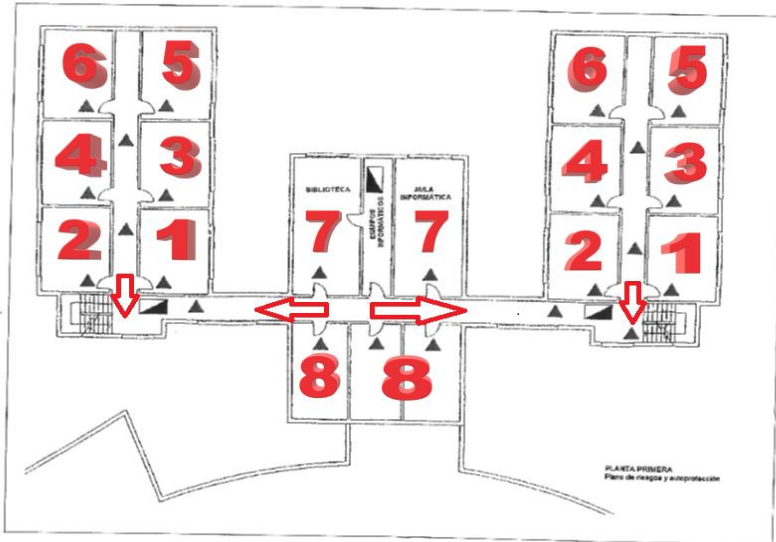 6 5 6 5
4 3 4 3
BIBLIOTECA
AULA
INFORMÁTICA
EQUIPOS
INFORMÁTICOS
2 1 7 7 2 1
8 8
PLANTA PRIMERA
Plano de riesgos y autoprotección